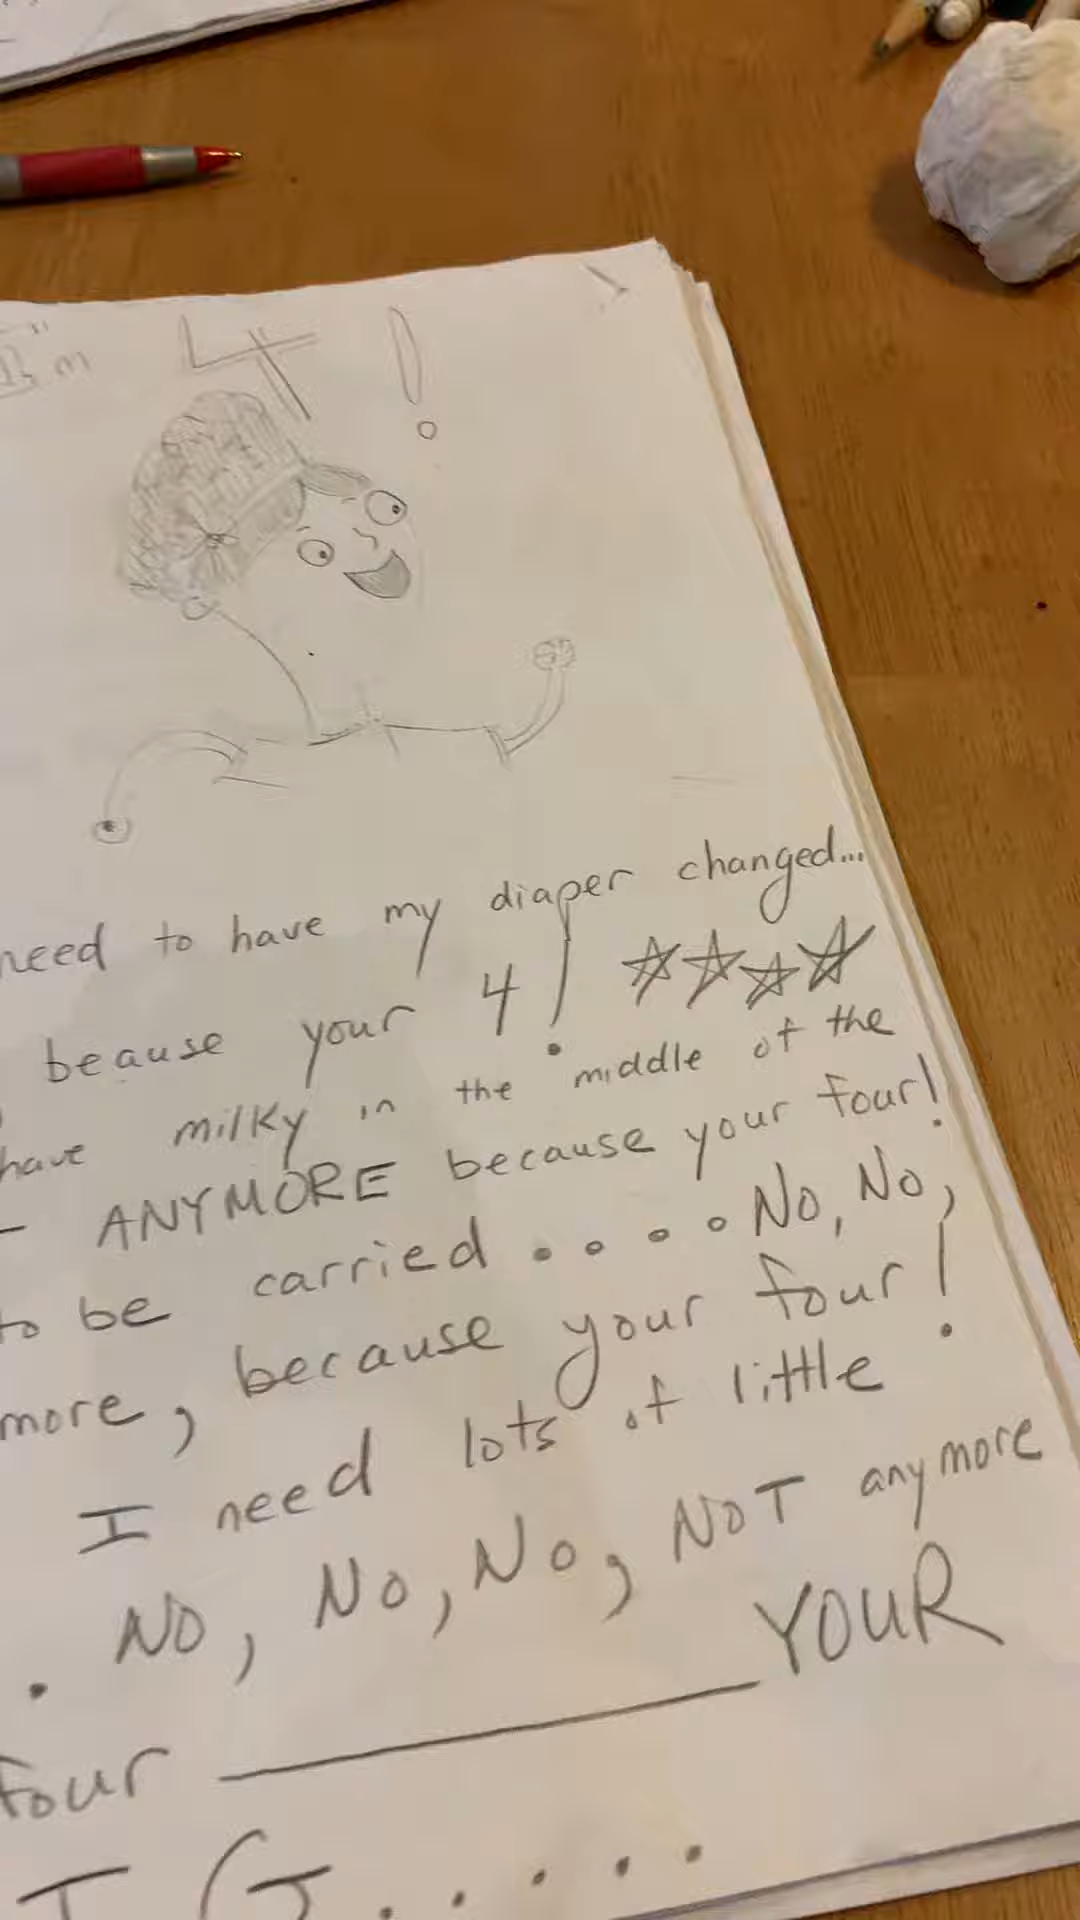 4!
need to have my diaper changed...
beause your 4!
have milky in the middle of the
- ANYMORE because your four!
to be carried .... No, No,
more, because your four!
I need lots of little
. NO, No, No, NOT anymore
four ______ YOUR
....